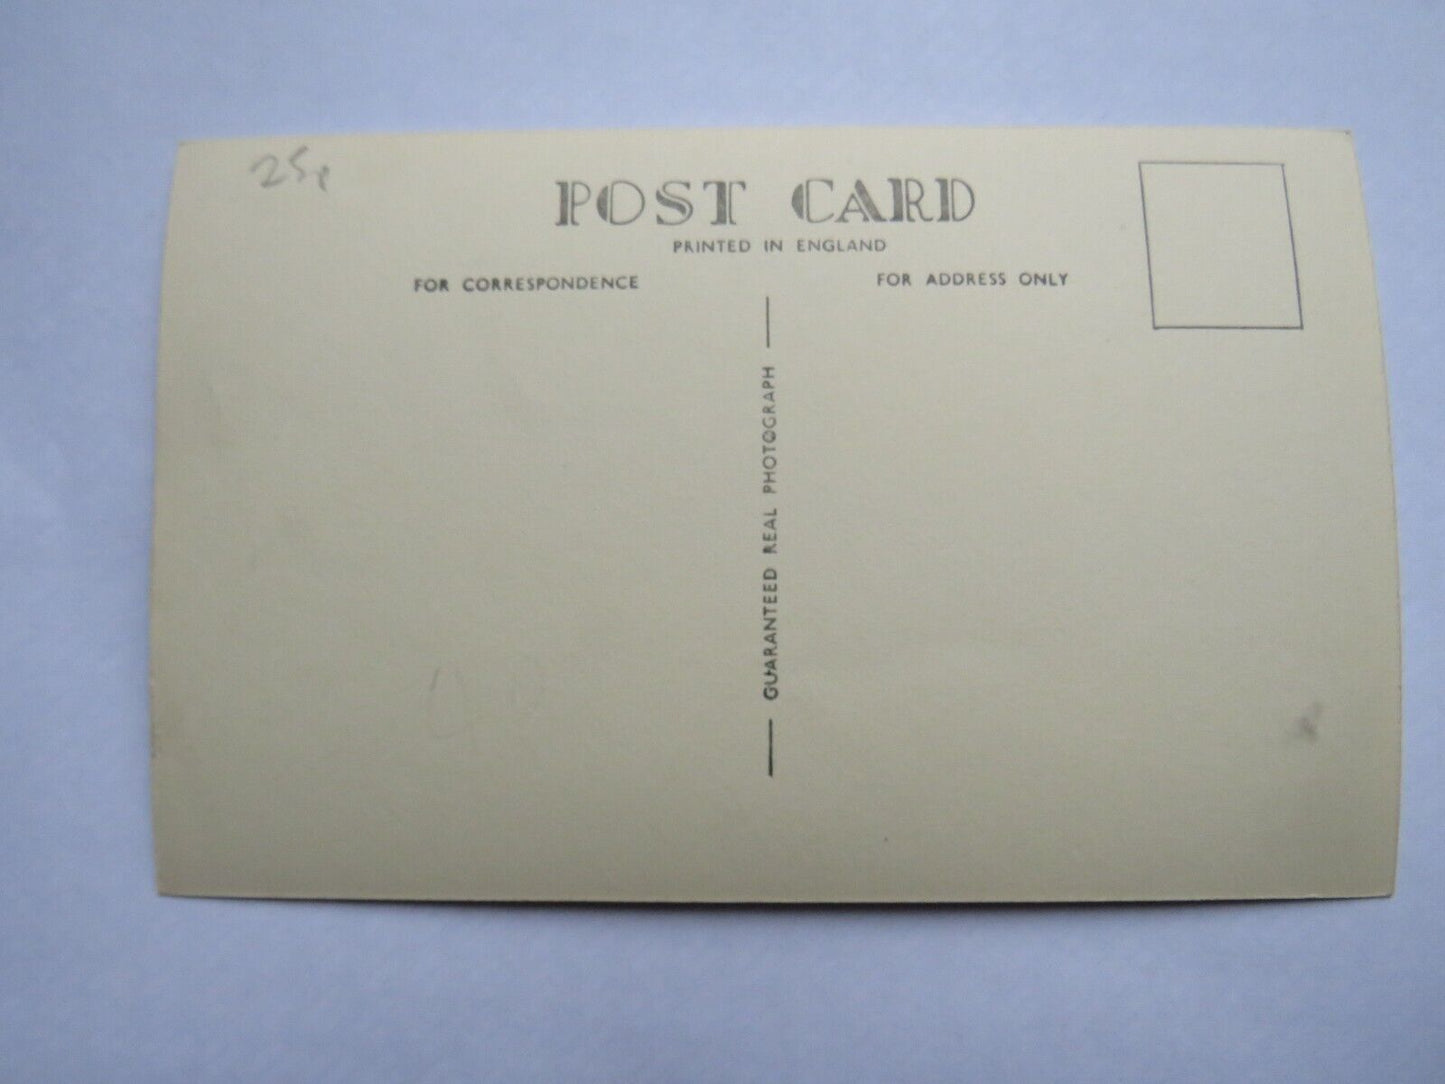 25p
POST CARD
PRINTED IN ENGLAND
FOR CORRESPONDENCE
FOR ADDRESS ONLY
GUARANTEED REAL PHOTOGRAPH